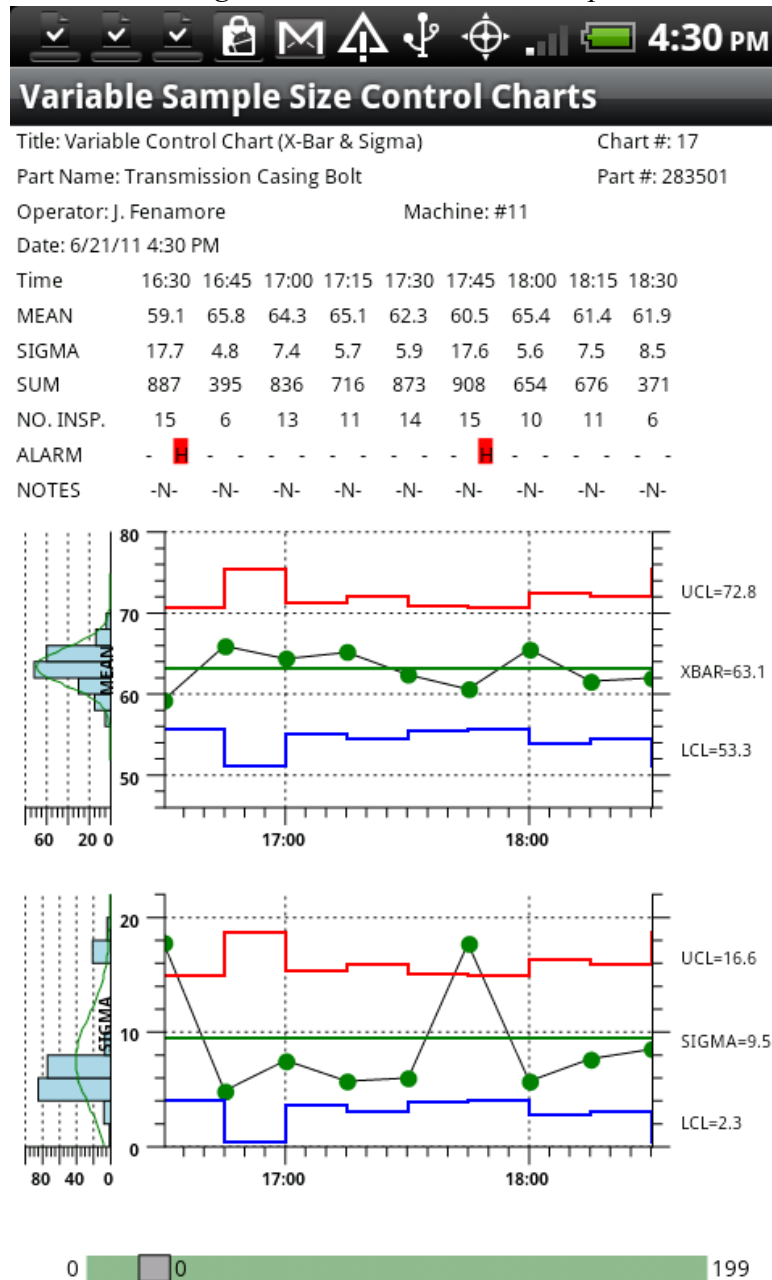 4:30 PM
Variable Sample Size Control Charts
Title: Variable Control Chart (X-Bar & Sigma) Chart #: 17
Part Name: Transmission Casing Bolt Part #: 283501
Operator: J. Fenamore Machine: #11
Date: 6/21/11 4:30 PM
Time 16:30 16:45 17:00 17:15 17:30 17:45 18:00 18:15 18:30
MEAN 59.1 65.8 64.3 65.1 62.3 60.5 65.4 61.4 61.9
SIGMA 17.7 4.8 7.4 5.7 5.9 17.6 5.6 7.5 8.5
SUM 887 395 836 716 873 908 654 676 371
NO. INSP. 15 6 13 11 14 15 10 11 6
ALARM - H - - - - - - - - - H - - - - - -
NOTES -N- -N- -N- -N- -N- -N- -N- -N- -N-
80
UCL=72.8
70
MEAN
XBAR=63.1
60
LCL=53.3
50
60 20 0 17:00 18:00
20
UCL=16.6
SIGMA
10
SIGMA=9.5
LCL=2.3
0
80 40 0 17:00 18:00
0 0 199